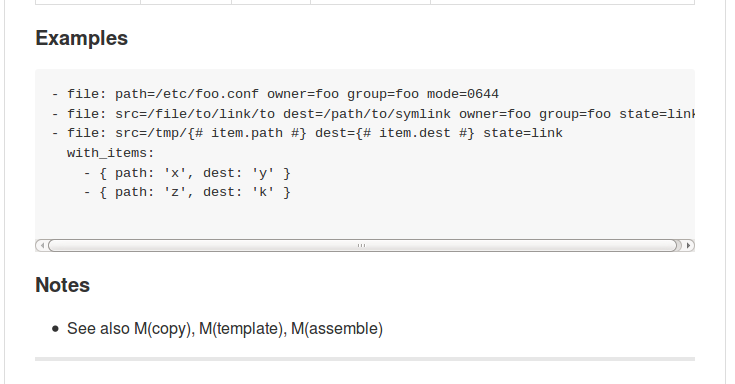 Examples
- file: path=/etc/foo.conf owner=foo group=foo mode=0644
- file: src=/file/to/link/to dest=/path/to/symlink owner=foo group=foo state=link
- file: src=/tmp/{# item.path #} dest={# item.dest #} state=link
  with_items:
    - { path: 'x', dest: 'y' }
    - { path: 'z', dest: 'k' }
Notes
• See also M(copy), M(template), M(assemble)